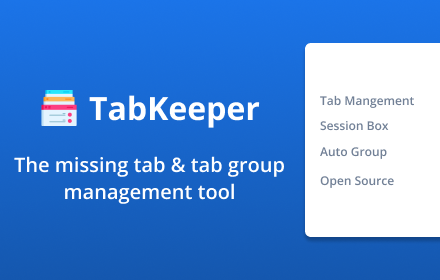 TabKeeper
The missing tab & tab group
management tool
Tab Mangement
Session Box
Auto Group
Open Source